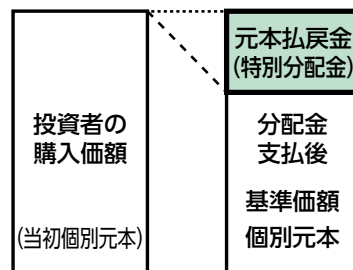 元本払戻金
(特別分配金)
投資者の
購入価額
(当初個別元本)
分配金
支払後
基準価額
個別元本